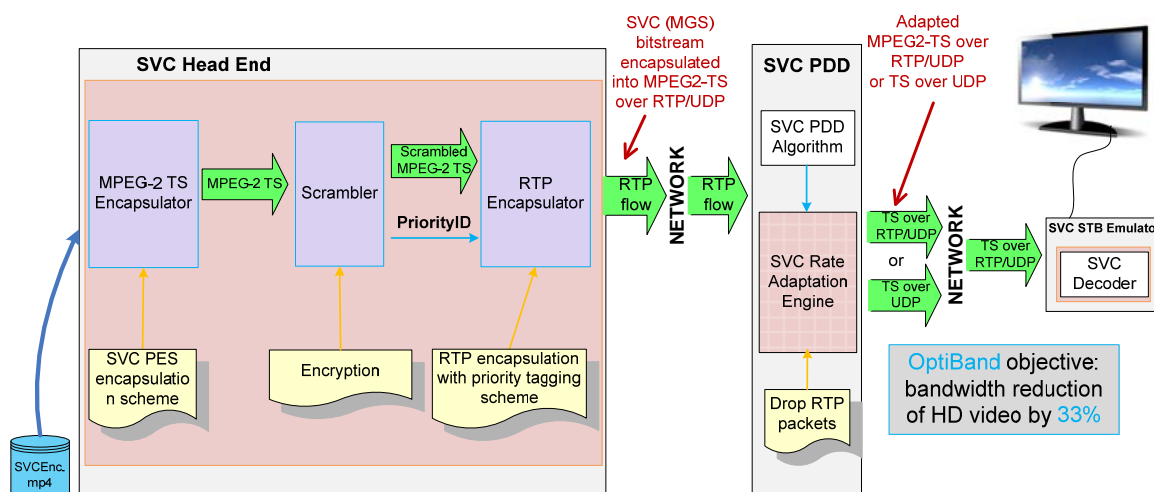 SVC Head End
MPEG-2 TS
Encapsulator
MPEG-2 TS
Scrambler
Scrambled
MPEG-2 TS
PriorityID
RTP
Encapsulator
SVC PES
encapsulatio
n scheme
Encryption
RTP encapsulation
with priority tagging
scheme
SVCEnc.
mp4
SVC (MGS)
bitstream
encapsulated
into MPEG2-TS
over RTP/UDP
RTP
flow
NETWORK
RTP
flow
SVC PDD
SVC PDD
Algorithm
SVC Rate
Adaptation
Engine
Drop RTP
packets
Adapted
MPEG2-TS over
RTP/UDP
or TS over UDP
TS over
RTP/UDP
or
TS over
UDP
NETWORK
TS over
RTP/UDP
SVC STB Emulato
SVC
Decoder
OptiBand objective:
bandwidth reduction
of HD video by 33%